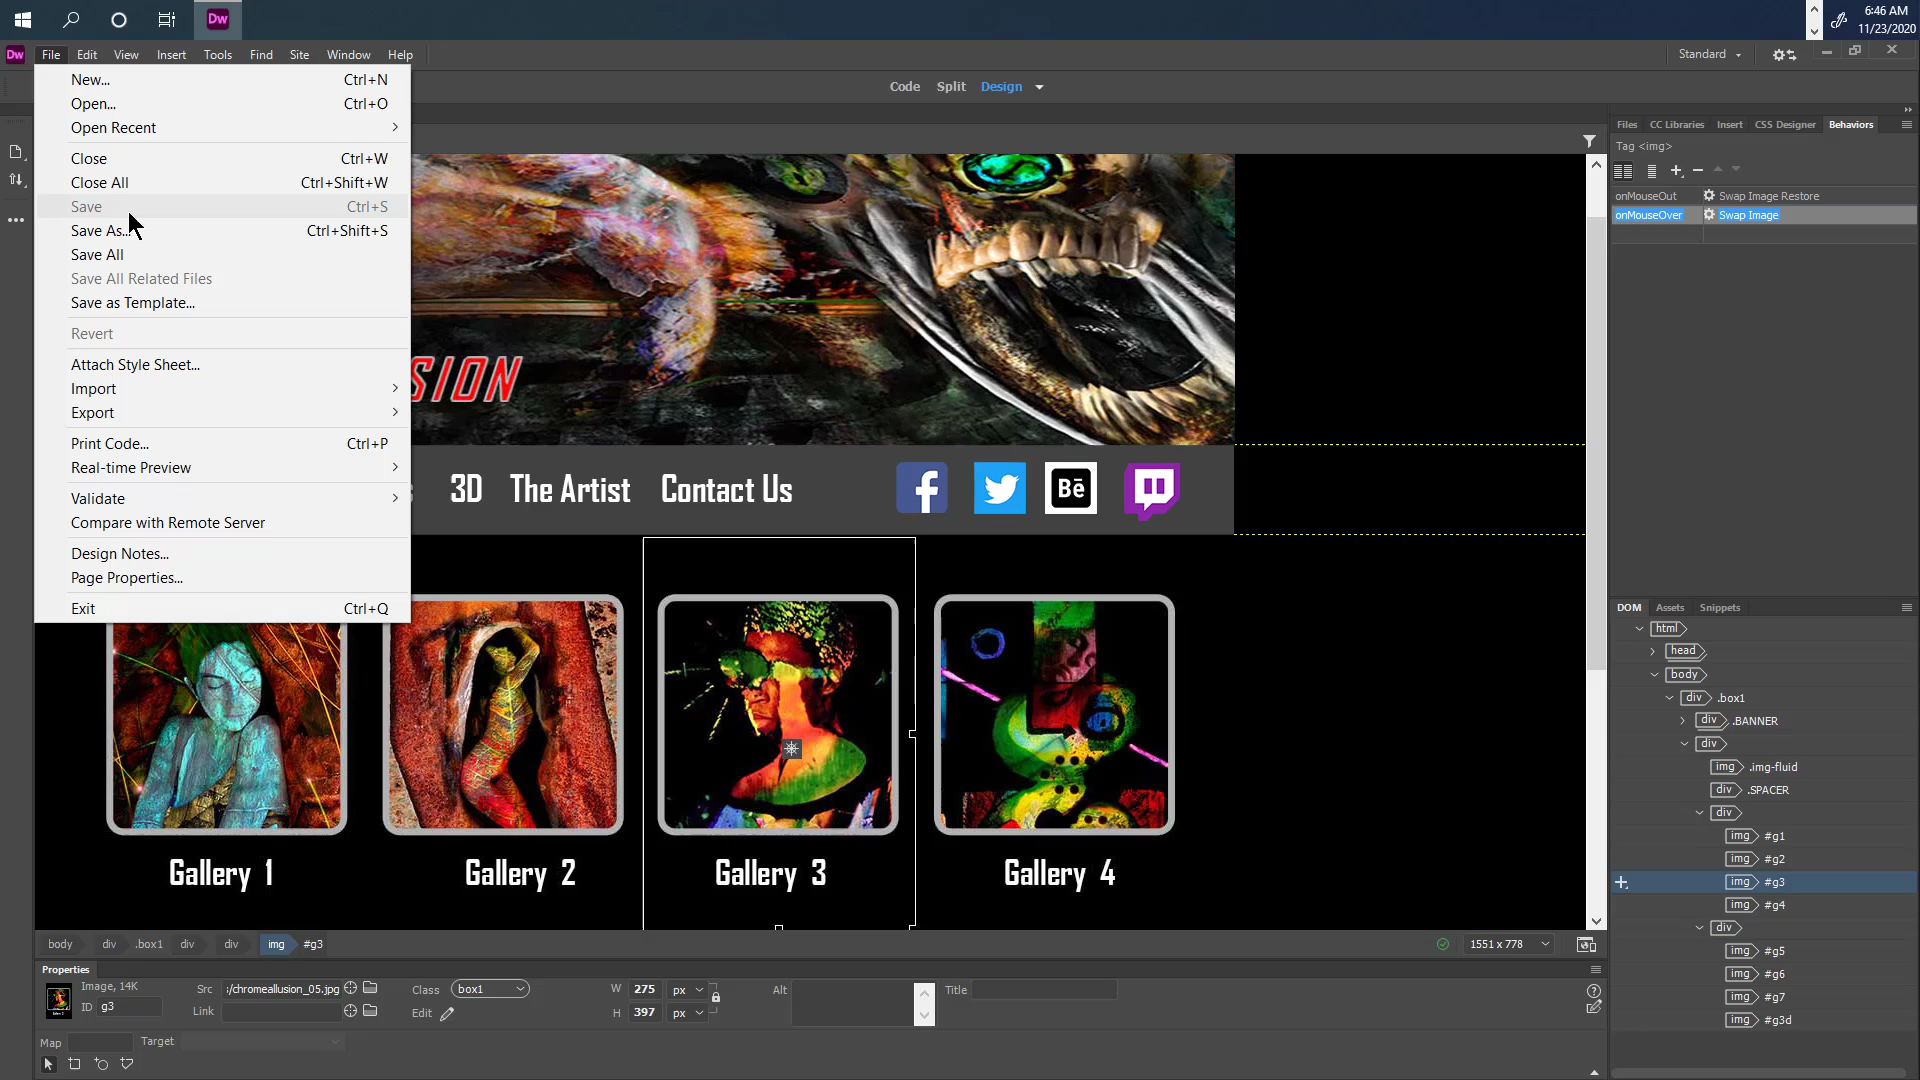 6:46 AM
11/23/2020
Dw
Dw File Edit View Insert Tools Find Site Window Help
Standard
New... Ctrl+N
Open... Ctrl+O
Open Recent
Close Ctrl+W
Close All Ctrl+Shift+W
Save Ctrl+S
Save As... Ctrl+Shift+S
Save All
Save All Related Files
Save as Template...
Revert
Attach Style Sheet...
Import
Export
Print Code... Ctrl+P
Real-time Preview
Validate
Compare with Remote Server
Design Notes...
Page Properties...
Exit Ctrl+Q
Code Split Design
SION
3D The Artist Contact Us
f
Bē
Gallery 1 Gallery 2 Gallery 3 Gallery 4
body div .box1 div div img #g3
1551 x 778
Properties
Image, 14K
ID g3
Src :/chromeallusion_05.jpg
Link
Class box1
Edit
W 275 px
H 397 px
Alt
Title
Map
Target
Files CC Libraries Insert CSS Designer Behaviors
Tag <img>
onMouseOut Swap Image Restore
onMouseOver Swap Image
DOM Assets Snippets
html
head
body
div .box1
div .BANNER
div
img .img-fluid
div .SPACER
div
img #g1
img #g2
img #g3
img #g4
div
img #g5
img #g6
img #g7
img #g3d